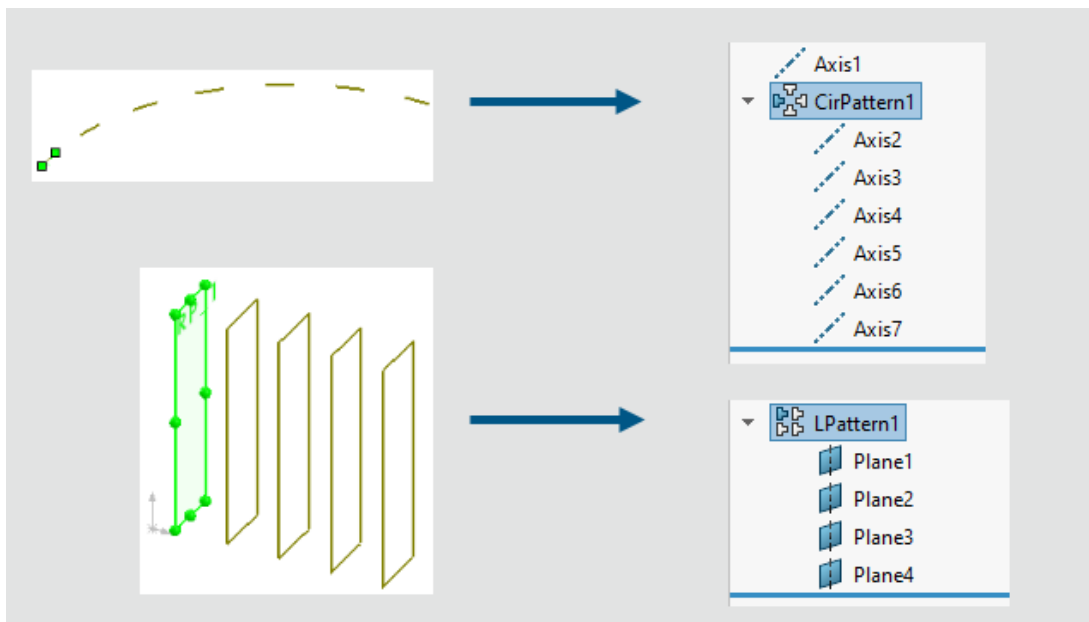 Axis1
CirPattern1
Axis2
Axis3
Axis4
Axis5
Axis6
Axis7
LPattern1
Plane1
Plane2
Plane3
Plane4